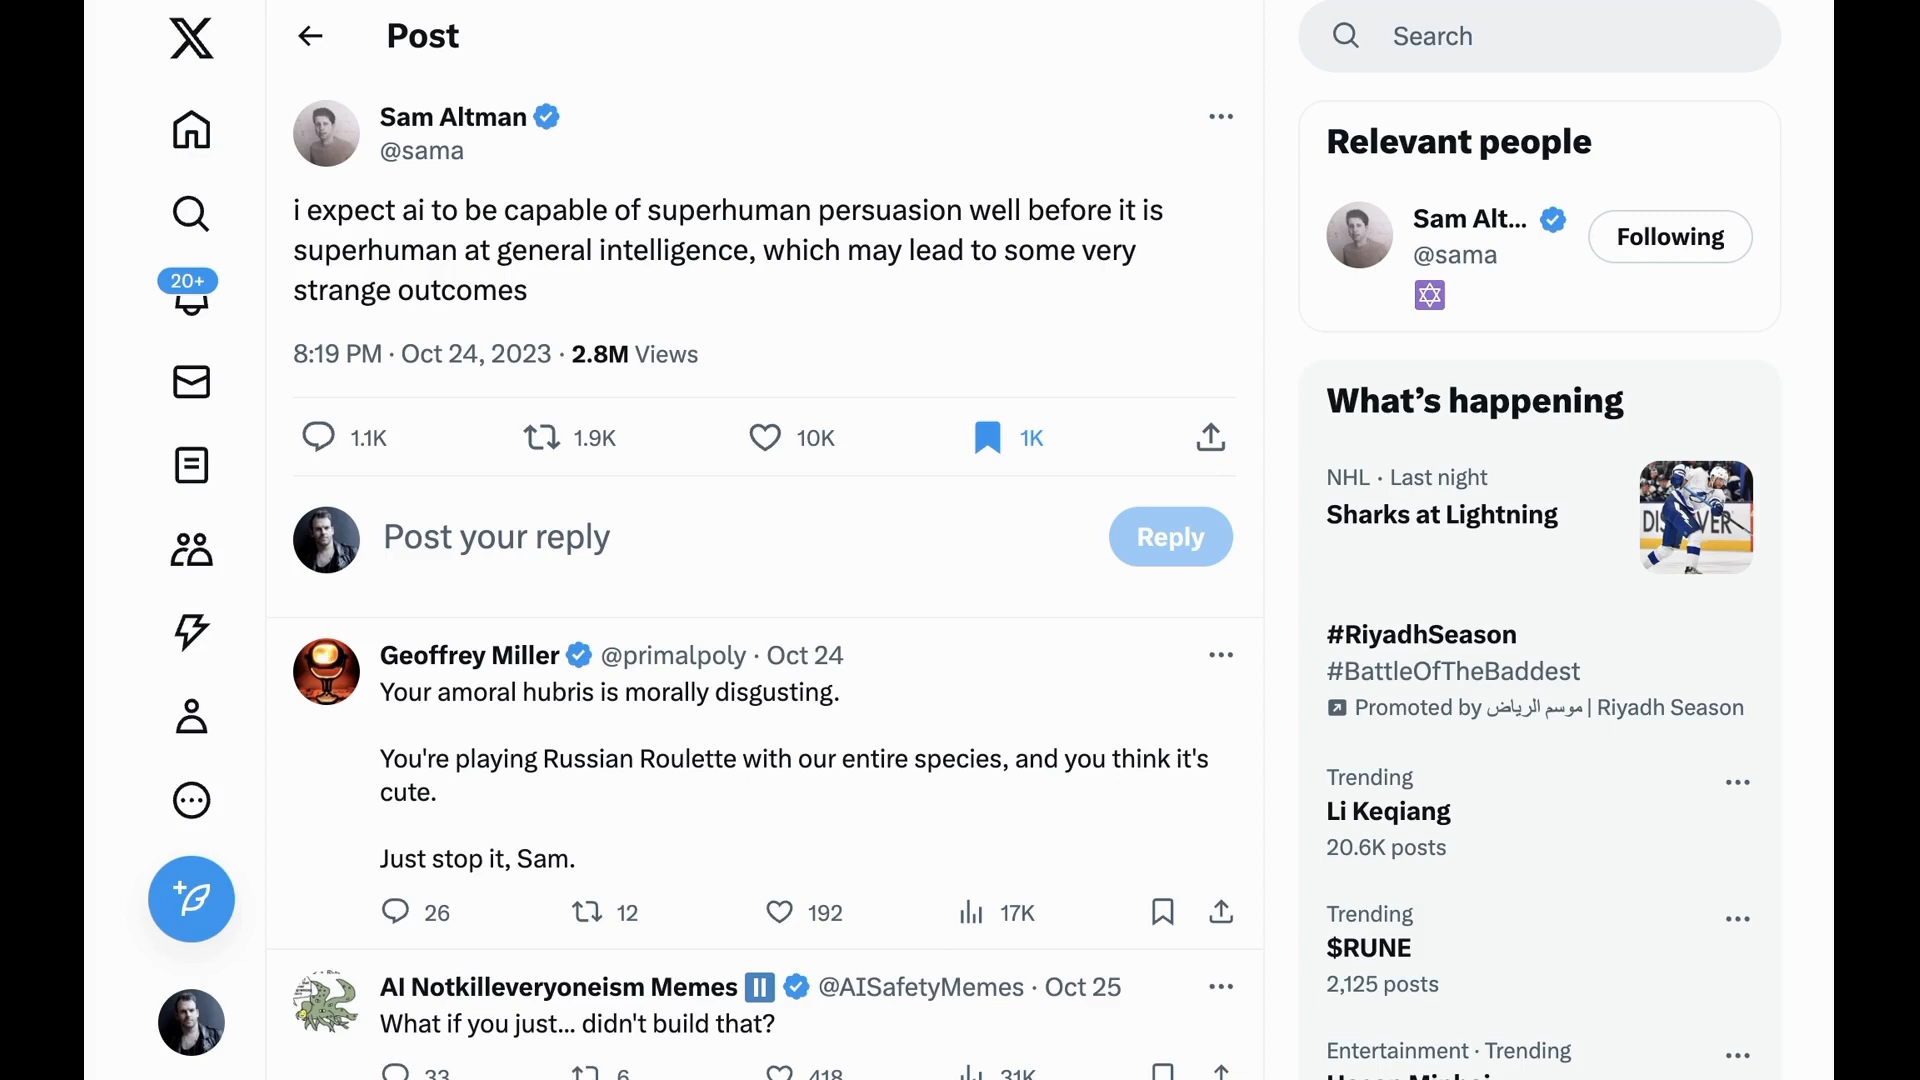 Post
Search
Sam Altman
@sama
i expect ai to be capable of superhuman persuasion well before it is
superhuman at general intelligence, which may lead to some very
strange outcomes
8:19 PM · Oct 24, 2023 · 2.8M Views
1.1K 1.9K 10K 1K
Post your reply
Reply
Geoffrey Miller @primalpoly · Oct 24
Your amoral hubris is morally disgusting.
You're playing Russian Roulette with our entire species, and you think it's
cute.
Just stop it, Sam.
26 12 192 17K
AI Notkilleveryoneism Memes @AISafetyMemes · Oct 25
What if you just... didn't build that?
33 6 418 31K
20+
Relevant people
Sam Alt...
@sama
Following
What's happening
NHL · Last night
Sharks at Lightning
#RiyadhSeason
#BattleOfTheBaddest
Promoted by موسم الرياض | Riyadh Season
Trending
Li Keqiang
20.6K posts
Trending
$RUNE
2,125 posts
Entertainment · Trending